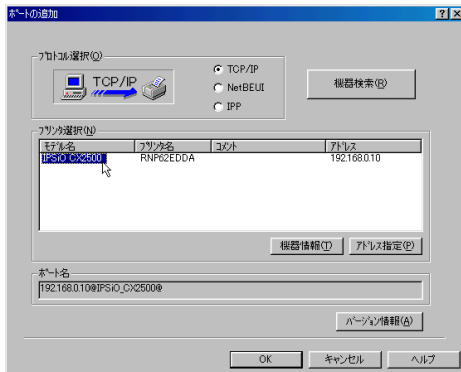 ポートの追加
プロトコル選択(O)
TCP/IP
TCP/IP
NetBEUI
IPP
機器検索(R)
プリンタ選択(N)
モデル名 プリンタ名 コメント アドレス
IPSiO CX2500 RNP62EDDA 192.168.0.10
機器情報(T) アドレス指定(P)
ポート名
192.168.0.10@IPSiO_CX2500@
バージョン情報(A)
OK キャンセル ヘルプ